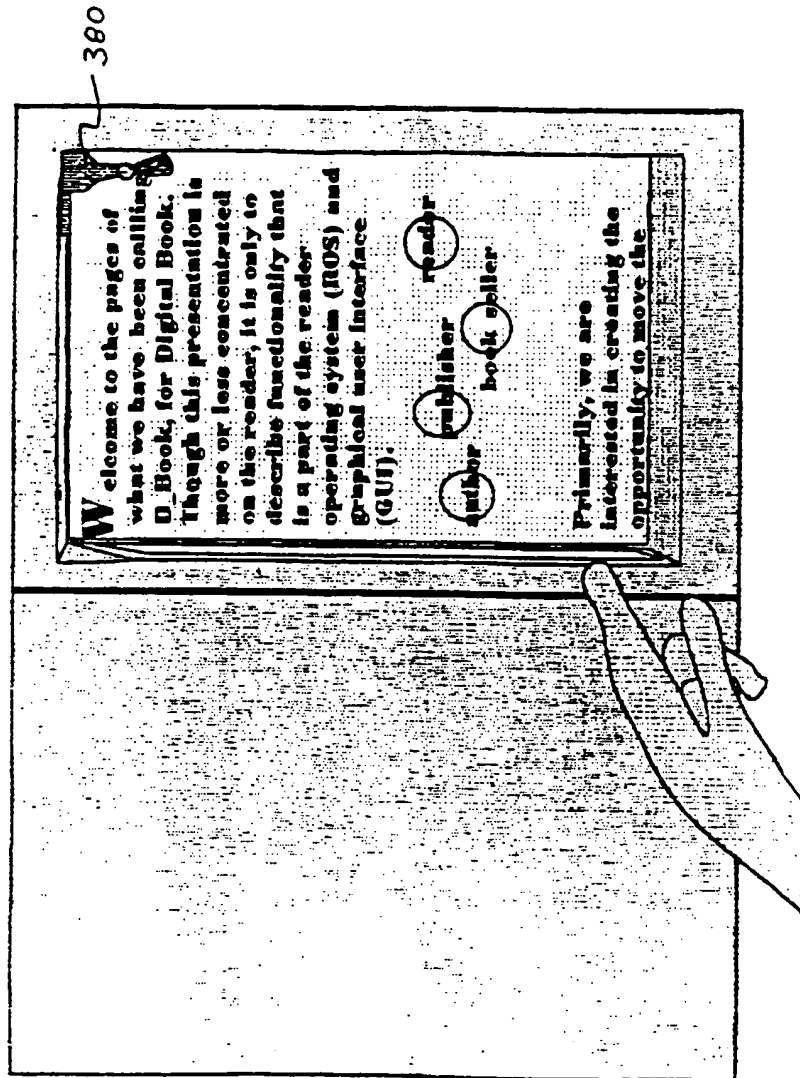 380
Welcome to the pages of
what we have been callling
D_Book, for Digital Book.
Though this presentation is
more or less concentrated
on the reader, it is only to
describe functionality that
is a part of the reader
operating system (ROS) and
graphical user interface
(GUI).
author publisher book seller reader
Primarily, we are
interested in creating the
opportunity to move the